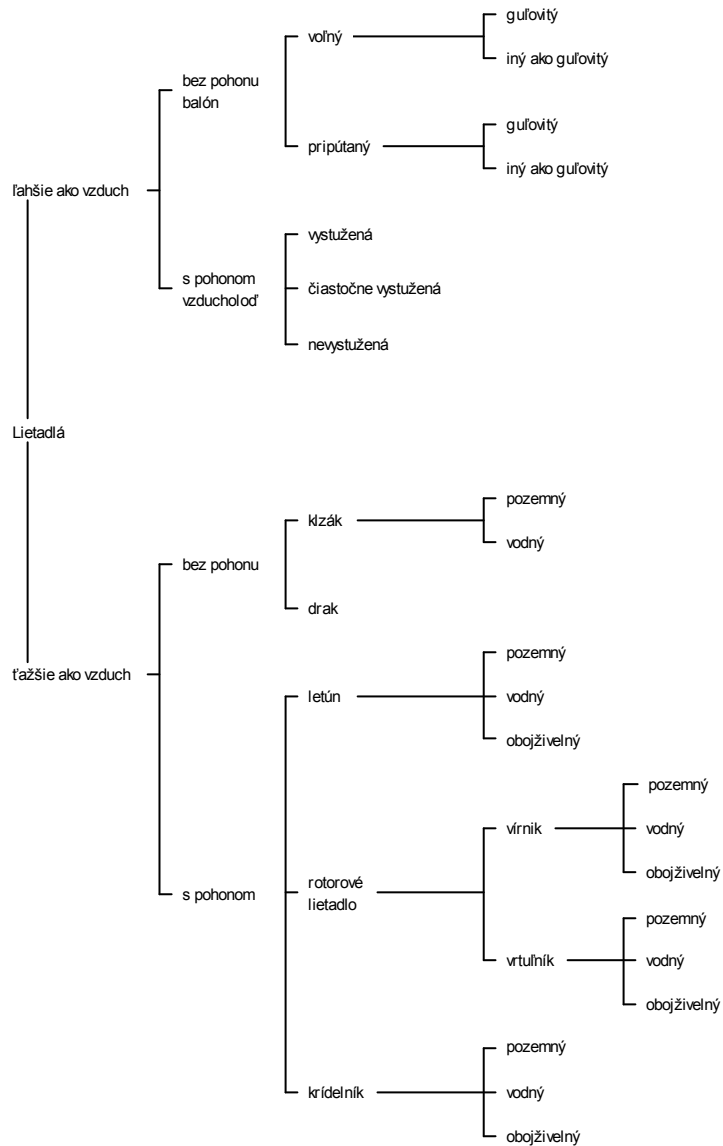 guľovitý
voľný
iný ako guľovitý
bez pohonu
balón
guľovitý
pripútaný
iný ako guľovitý
ľahšie ako vzduch
vystužená
s pohonom
vzducholoď
čiastočne vystužená
nevystužená
Lietadlá
pozemný
klzák
vodný
bez pohonu
drak
ťažšie ako vzduch
pozemný
letún
vodný
obojživelný
pozemný
vírnik
vodný
obojživelný
s pohonom
rotorové
lietadlo
pozemný
vrtuľník
vodný
obojživelný
pozemný
krídelník
vodný
obojživelný